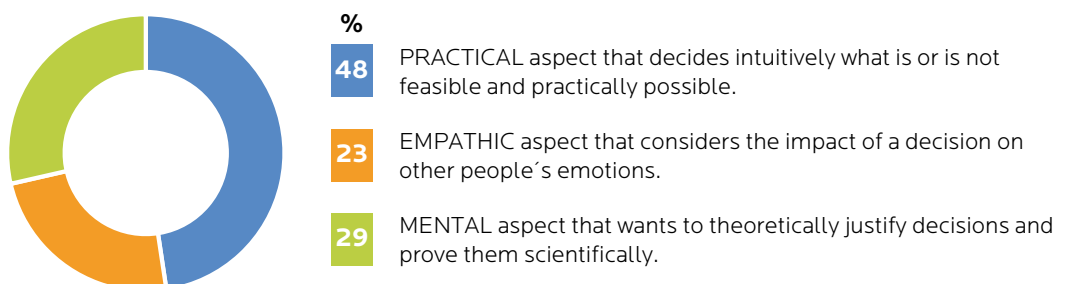 %
48
PRACTICAL aspect that decides intuitively what is or is not
feasible and practically possible.
23
EMPATHIC aspect that considers the impact of a decision on
other people´s emotions.
29
MENTAL aspect that wants to theoretically justify decisions and
prove them scientifically.